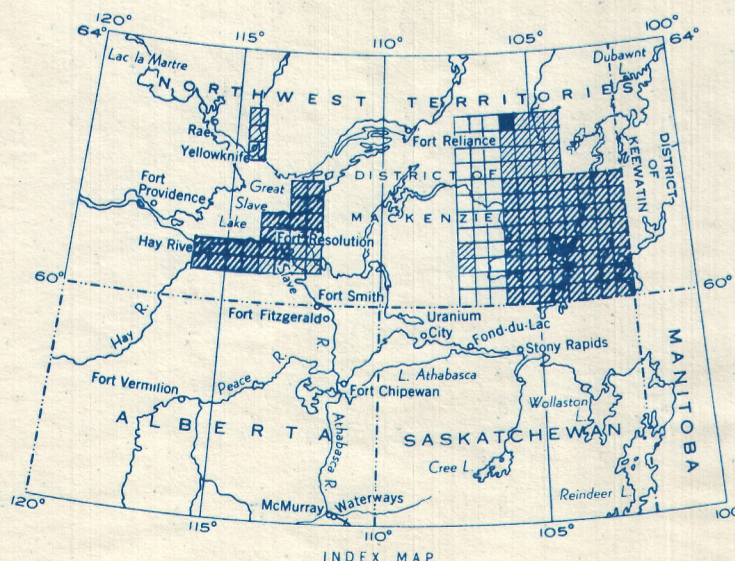 120°
115°
110°
105°
100°
64°
64°
Lac la Martre
Dubawnt
L.
NORTHWEST TERRITORIES
Rae
Yellowknife
Fort Reliance
DISTRICT OF
KEEWATIN
Fort
Providence
Great
Slave
Lake
DISTRICT OF
MACKENZIE
Hay River
Fort Resolution
Slave
R.
60°
60°
Fort Smith
Hay R.
Fort Fitzgerald
Uranium
City
Fond-du-Lac
Stony Rapids
MANITOBA
Fort Vermilion
Peace R.
L. Athabasca
Fort Chipewan
Wollaston
L.
ALBERTA
Athabasca R.
SASKATCHEWAN
Cree L.
Reindeer L.
McMurray
Waterways
120°
115°
110°
105°
100
INDEX MAP